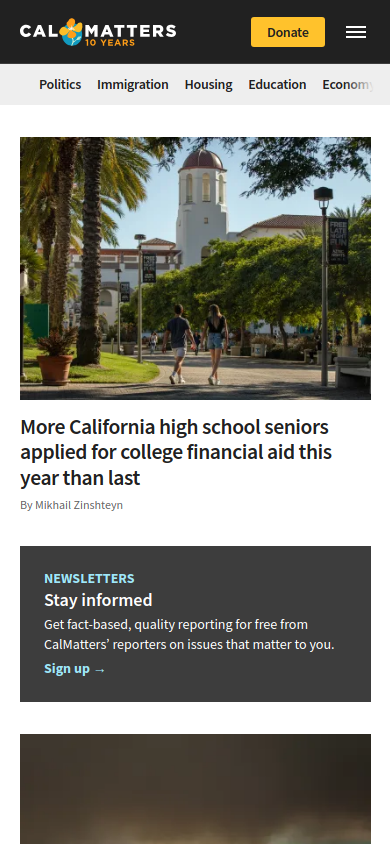 CALMATTERS
10 YEARS
Donate
Politics Immigration Housing Education Economy
More California high school seniors
applied for college financial aid this
year than last
By Mikhail Zinshteyn
NEWSLETTERS
Stay informed
Get fact-based, quality reporting for free from
CalMatters’ reporters on issues that matter to you.
Sign up →